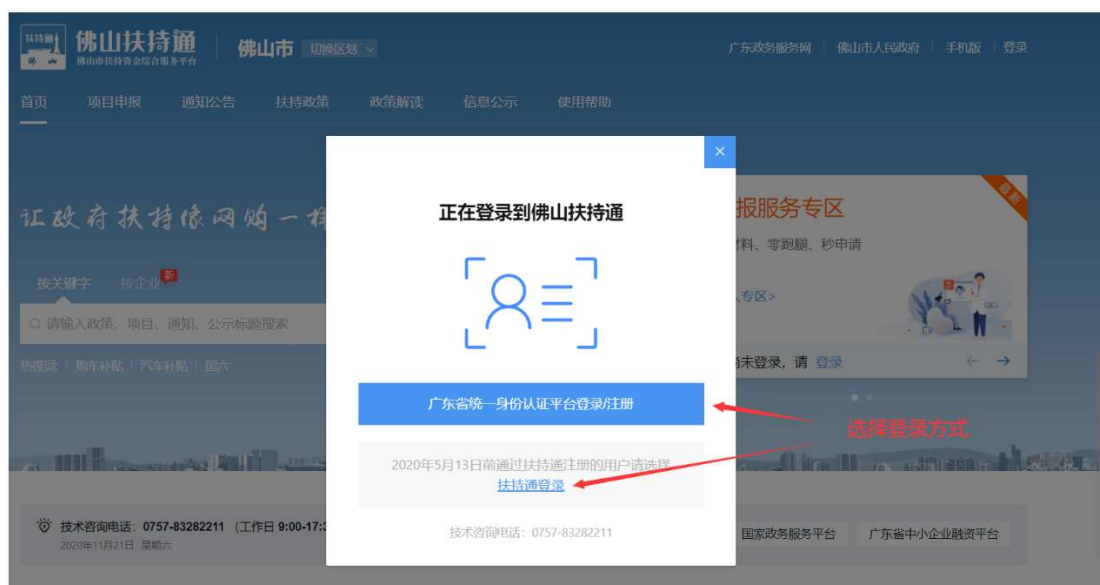 扶持通
佛山
佛山扶持通
佛山市扶持资金综合服务平台
佛山市 切换区划
广东政务服务网 佛山市人民政府 手机版 登录
首页 项目申报 通知公告 扶持政策 政策解读 信息公示 使用帮助
×
让政府扶持像网购一样
正在登录到佛山扶持通
报服务专区
最新
料、零跑腿、秒申请
按关键字 按企业 新
专区>
请输入政策、项目、通知、公示标题搜索
热搜词 | 购车补贴 | 汽车补贴 | 国六
未登录，请 登录 ← →
广东省统一身份认证平台登录/注册
选择登录方式
2020年5月13日前通过扶持通注册的用户请选择
扶持通登录
技术咨询电话：0757-83282211 （工作日 9:00-17:3
2020年11月21日 星期六
技术咨询电话：0757-83282211
国家政务服务平台 广东省中小企业融资平台